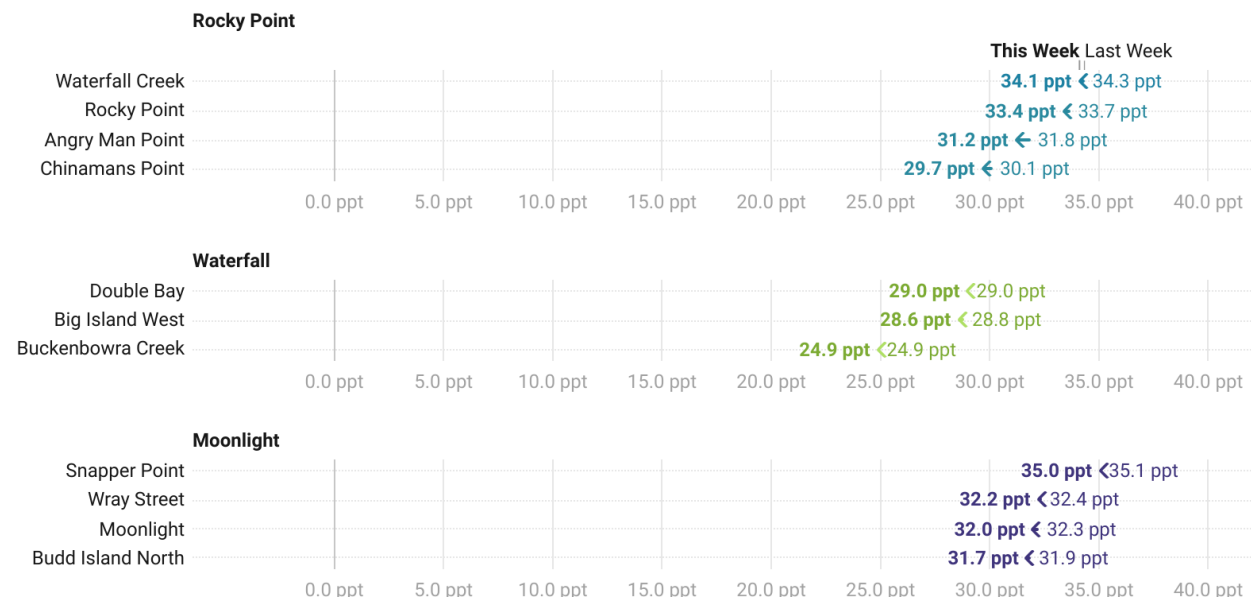 Rocky Point
This Week Last Week
Waterfall Creek 34.1 ppt 34.3 ppt
Rocky Point 33.4 ppt 33.7 ppt
Angry Man Point 31.2 ppt 31.8 ppt
Chinamans Point 29.7 ppt 30.1 ppt
0.0 ppt 5.0 ppt 10.0 ppt 15.0 ppt 20.0 ppt 25.0 ppt 30.0 ppt 35.0 ppt 40.0 ppt
Waterfall
Double Bay 29.0 ppt 29.0 ppt
Big Island West 28.6 ppt 28.8 ppt
Buckenbowra Creek 24.9 ppt 24.9 ppt
0.0 ppt 5.0 ppt 10.0 ppt 15.0 ppt 20.0 ppt 25.0 ppt 30.0 ppt 35.0 ppt 40.0 ppt
Moonlight
Snapper Point 35.0 ppt 35.1 ppt
Wray Street 32.2 ppt 32.4 ppt
Moonlight 32.0 ppt 32.3 ppt
Budd Island North 31.7 ppt 31.9 ppt
0.0 ppt 5.0 ppt 10.0 ppt 15.0 ppt 20.0 ppt 25.0 ppt 30.0 ppt 35.0 ppt 40.0 ppt